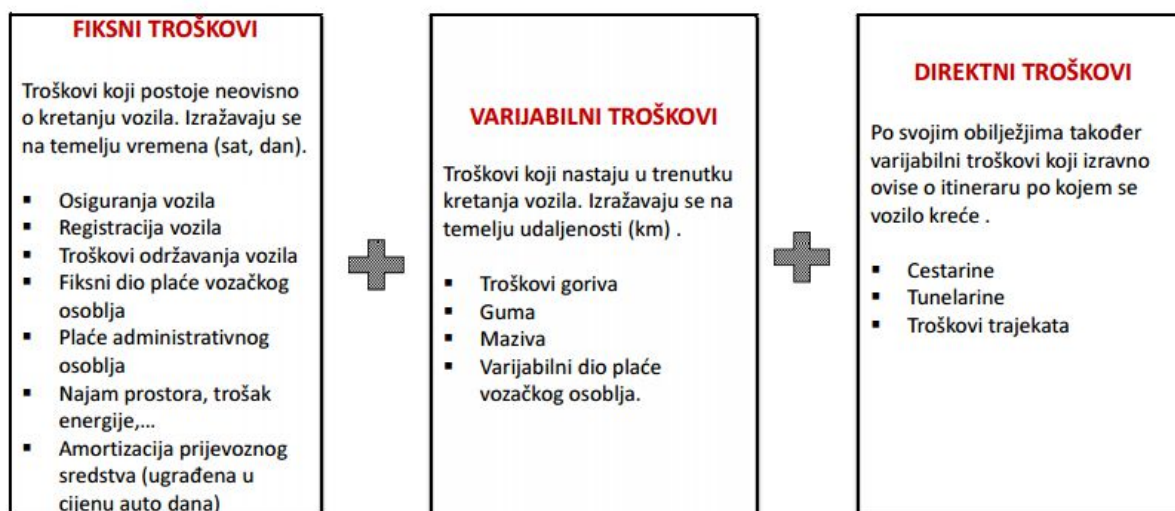 FIKSNI TROŠKOVI
Troškovi koji postoje neovisno
o kretanju vozila. Izražavaju se
na temelju vremena (sat, dan).
▪ Osiguranja vozila
▪ Registracija vozila
▪ Troškovi održavanja vozila
▪ Fiksni dio plaće vozačkog
osoblja
▪ Plaće administrativnog
osoblja
▪ Najam prostora, trošak
energije,...
▪ Amortizacija prijevoznog
sredstva (ugrađena u
cijenu auto dana)
VARIJABILNI TROŠKOVI
Troškovi koji nastaju u trenutku
kretanja vozila. Izražavaju se na
temelju udaljenosti (km) .
▪ Troškovi goriva
▪ Guma
▪ Maziva
▪ Varijabilni dio plaće
vozačkog osoblja.
DIREKTNI TROŠKOVI
Po svojim obilježjima također
varijabilni troškovi koji izravno
ovise o itineraru po kojem se
vozilo kreće .
▪ Cestarine
▪ Tunelarine
▪ Troškovi trajekata